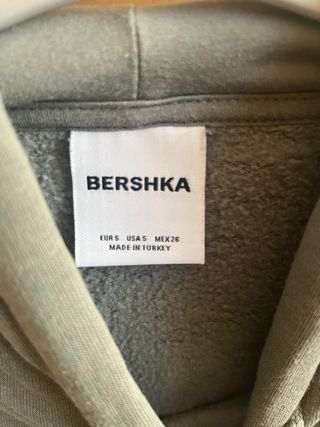 BERSHKA
EUR S USA S MEX 26
MADE IN TURKEY